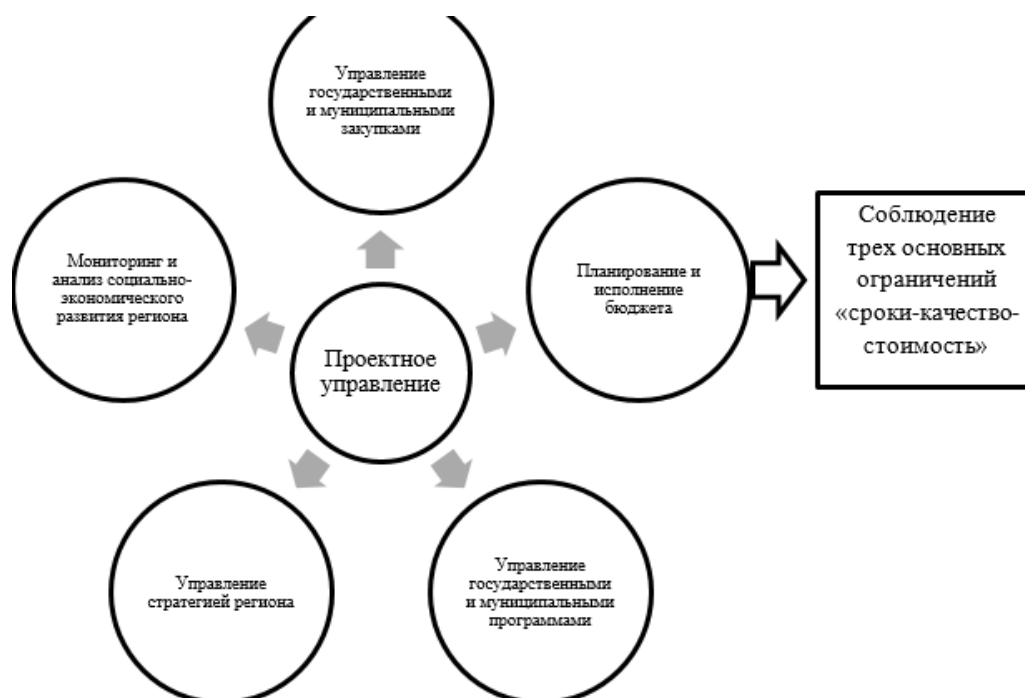 Управление
государственными
и муниципальными
закупками
Мониторинг и
анализ социально-
экономического
развития региона
Планирование и
исполнение
бюджета
Соблюдение
трех основных
ограничений
«сроки-качество-
стоимость»
Проектное
управление
Управление
стратегией региона
Управление
государственными
и муниципальными
программами